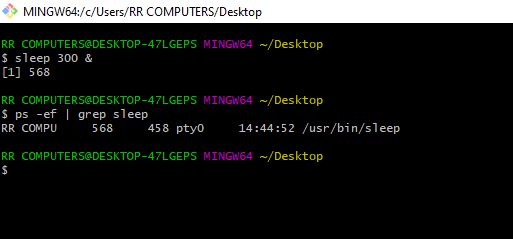 MINGW64:/c/Users/RR COMPUTERS/Desktop
RR COMPUTERS@DESKTOP-47LGEPS MINGW64 ~/Desktop
$ sleep 300 &
[1] 568
RR COMPUTERS@DESKTOP-47LGEPS MINGW64 ~/Desktop
$ ps -ef | grep sleep
RR COMPU     568     458 pty0     14:44:52 /usr/bin/sleep
RR COMPUTERS@DESKTOP-47LGEPS MINGW64 ~/Desktop
$